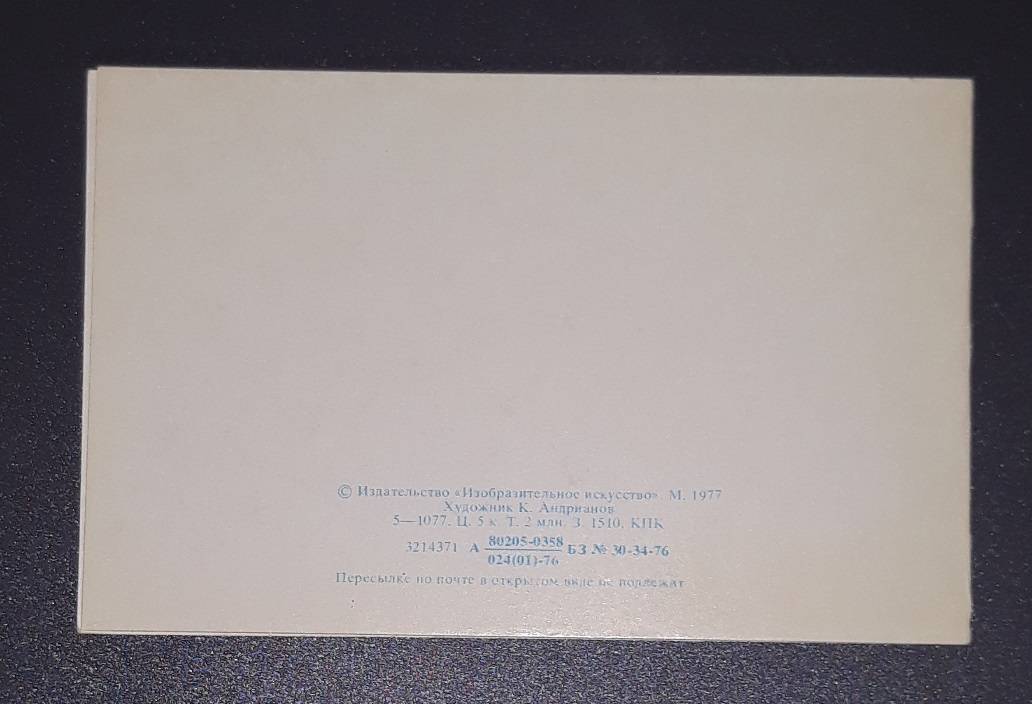 © Издательство «Изобразительное искусство». М. 1977
Художник К. Андрианов
5—1077. Ц. 5 к. Т. 2 млн. З. 1510. КПК
3214371 А 80205-0358 БЗ № 30-34-76
024(01)-76
Пересылке по почте в открытом виде не подлежит